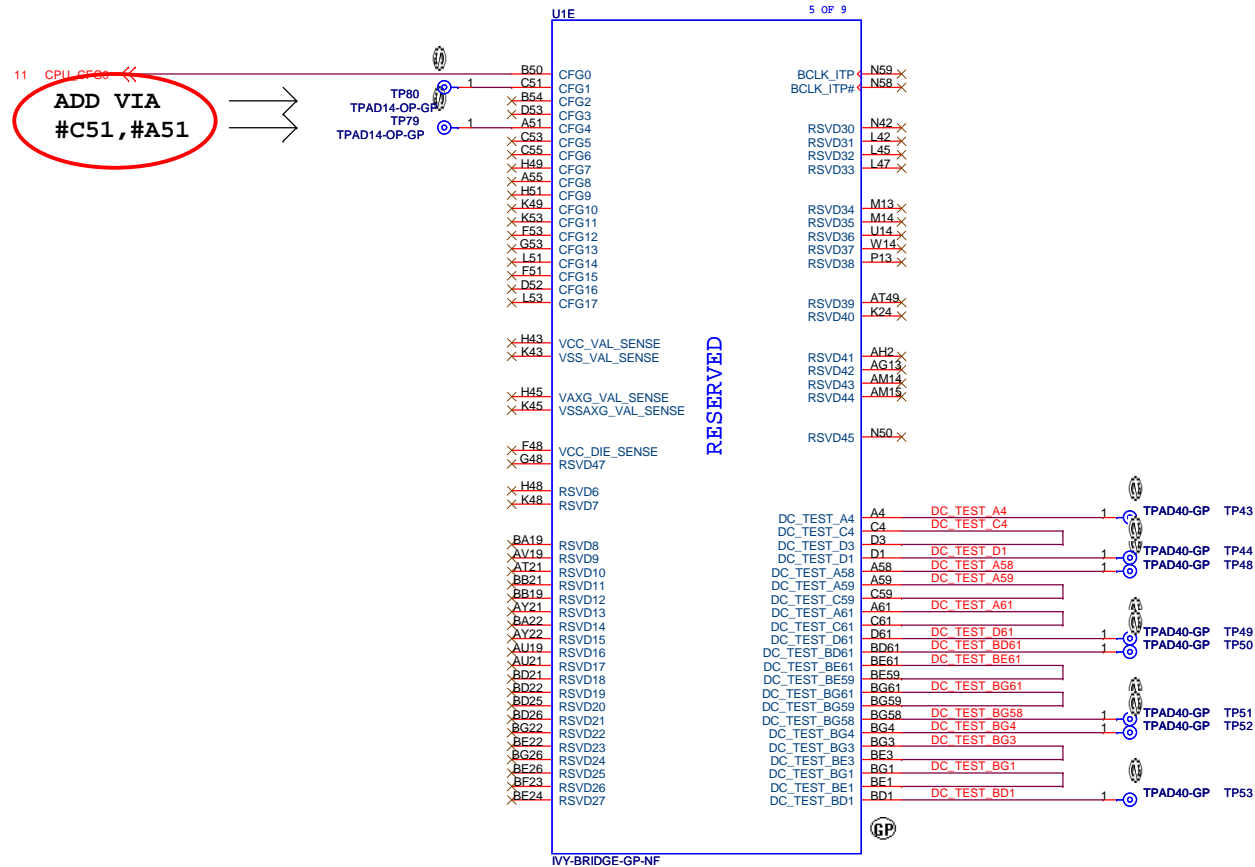 U1E
5 OF 9
11 CPU_CFG0
ADD VIA
#C51,#A51
TP80
TPAD14-OP-GP
TP79
TPAD14-OP-GP
1
1
B50 CFG0
C51 CFG1
B54 CFG2
D53 CFG3
A51 CFG4
C53 CFG5
C55 CFG6
H49 CFG7
A55 CFG8
H51 CFG9
K49 CFG10
K53 CFG11
F53 CFG12
G53 CFG13
L51 CFG14
F51 CFG15
D52 CFG16
L53 CFG17
H43 VCC_VAL_SENSE
K43 VSS_VAL_SENSE
H45 VAXG_VAL_SENSE
K45 VSSAXG_VAL_SENSE
F48 VCC_DIE_SENSE
G48 RSVD47
H48 RSVD6
K48 RSVD7
BA19 RSVD8
AV19 RSVD9
AT21 RSVD10
BB21 RSVD11
BB19 RSVD12
AY21 RSVD13
BA22 RSVD14
AY22 RSVD15
AU19 RSVD16
AU21 RSVD17
BD21 RSVD18
BD22 RSVD19
BD25 RSVD20
BD26 RSVD21
BG22 RSVD22
BE22 RSVD23
BG26 RSVD24
BE26 RSVD25
BF23 RSVD26
BE24 RSVD27
RESERVED
BCLK_ITP N59
BCLK_ITP# N58
RSVD30 N42
RSVD31 L42
RSVD32 L45
RSVD33 L47
RSVD34 M13
RSVD35 M14
RSVD36 U14
RSVD37 W14
RSVD38 P13
RSVD39 AT49
RSVD40 K24
RSVD41 AH2
RSVD42 AG13
RSVD43 AM14
RSVD44 AM15
RSVD45 N50
DC_TEST_A4 A4 DC_TEST_A4 1 TPAD40-GP TP43
DC_TEST_C4 C4 DC_TEST_C4
DC_TEST_D3 D3
DC_TEST_D1 D1 DC_TEST_D1 1 TPAD40-GP TP44
DC_TEST_A58 A58 DC_TEST_A58 1 TPAD40-GP TP48
DC_TEST_A59 A59 DC_TEST_A59
DC_TEST_C59 C59
DC_TEST_A61 A61 DC_TEST_A61
DC_TEST_C61 C61
DC_TEST_D61 D61 DC_TEST_D61 1 TPAD40-GP TP49
DC_TEST_BD61 BD61 DC_TEST_BD61 1 TPAD40-GP TP50
DC_TEST_BE61 BE61 DC_TEST_BE61
DC_TEST_BE59 BE59
DC_TEST_BG61 BG61 DC_TEST_BG61
DC_TEST_BG59 BG59
DC_TEST_BG58 BG58 DC_TEST_BG58 1 TPAD40-GP TP51
DC_TEST_BG4 BG4 DC_TEST_BG4 1 TPAD40-GP TP52
DC_TEST_BG3 BG3 DC_TEST_BG3
DC_TEST_BE3 BE3
DC_TEST_BG1 BG1 DC_TEST_BG1
DC_TEST_BE1 BE1
DC_TEST_BD1 BD1 DC_TEST_BD1 1 TPAD40-GP TP53
GP
IVY-BRIDGE-GP-NF